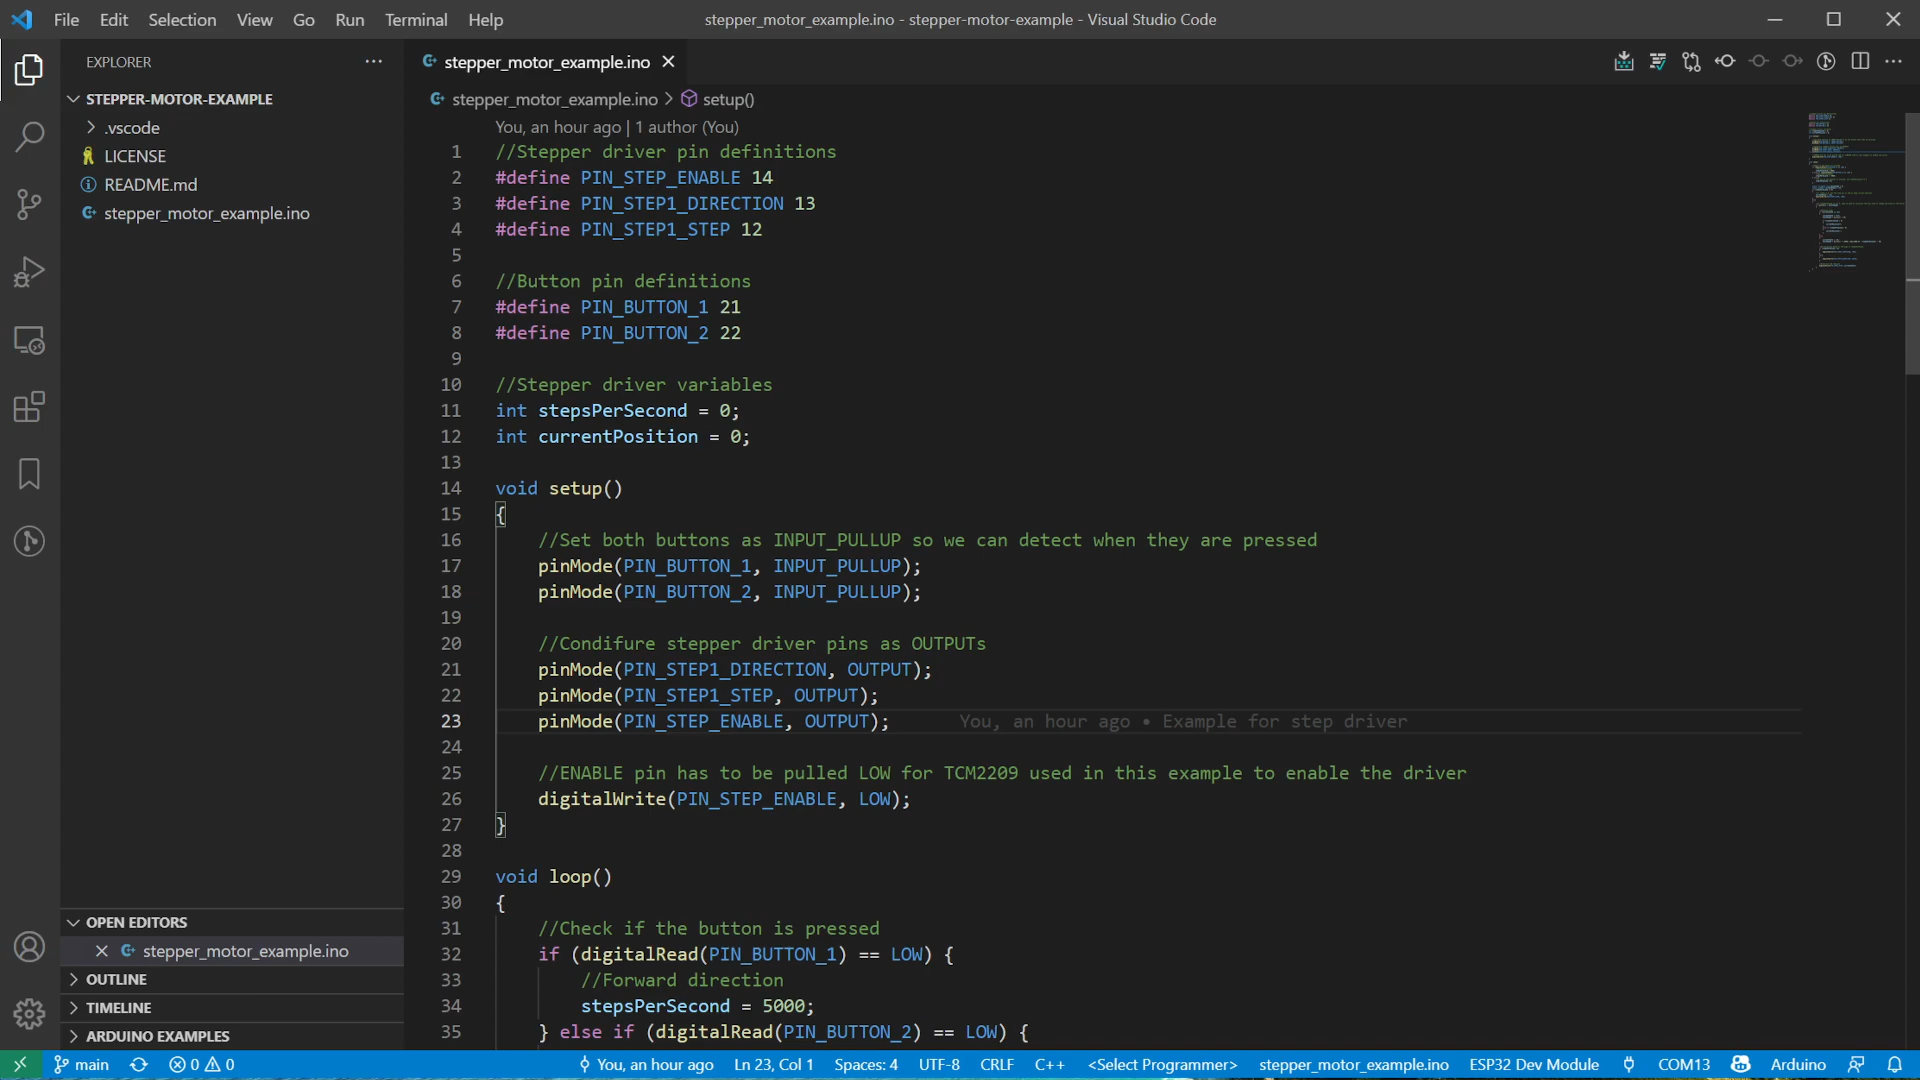 File Edit Selection View Go Run Terminal Help
stepper_motor_example.ino - stepper-motor-example - Visual Studio Code
EXPLORER
STEPPER-MOTOR-EXAMPLE
.vscode
LICENSE
README.md
stepper_motor_example.ino
OPEN EDITORS
stepper_motor_example.ino
OUTLINE
TIMELINE
ARDUINO EXAMPLES
stepper_motor_example.ino
stepper_motor_example.ino > setup()
You, an hour ago | 1 author (You)
1 //Stepper driver pin definitions
2 #define PIN_STEP_ENABLE 14
3 #define PIN_STEP1_DIRECTION 13
4 #define PIN_STEP1_STEP 12
5
6 //Button pin definitions
7 #define PIN_BUTTON_1 21
8 #define PIN_BUTTON_2 22
9
10 //Stepper driver variables
11 int stepsPerSecond = 0;
12 int currentPosition = 0;
13
14 void setup()
15 {
16 //Set both buttons as INPUT_PULLUP so we can detect when they are pressed
17 pinMode(PIN_BUTTON_1, INPUT_PULLUP);
18 pinMode(PIN_BUTTON_2, INPUT_PULLUP);
19
20 //Condifure stepper driver pins as OUTPUTs
21 pinMode(PIN_STEP1_DIRECTION, OUTPUT);
22 pinMode(PIN_STEP1_STEP, OUTPUT);
23 pinMode(PIN_STEP_ENABLE, OUTPUT); You, an hour ago • Example for step driver
24
25 //ENABLE pin has to be pulled LOW for TCM2209 used in this example to enable the driver
26 digitalWrite(PIN_STEP_ENABLE, LOW);
27 }
28
29 void loop()
30 {
31 //Check if the button is pressed
32 if (digitalRead(PIN_BUTTON_1) == LOW) {
33 //Forward direction
34 stepsPerSecond = 5000;
35 } else if (digitalRead(PIN_BUTTON_2) == LOW) {
main 0 0 You, an hour ago Ln 23, Col 1 Spaces: 4 UTF-8 CRLF C++ <Select Programmer> stepper_motor_example.ino ESP32 Dev Module COM13 Arduino